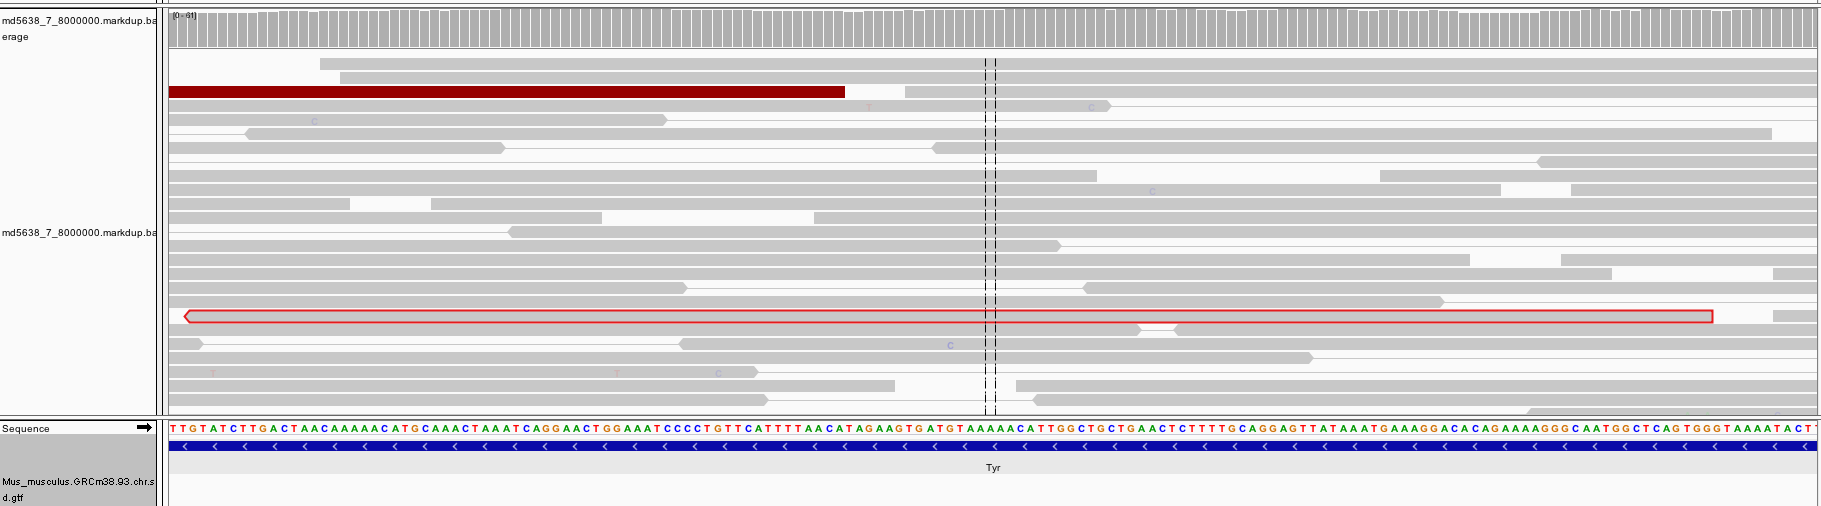 md5638_7_8000000.markdup.ba
erage
[0 - 61]
T C
C
C
md5638_7_8000000.markdup.ba
C
T T C
Sequence
TTGTATCTTGACTAACAAAAACATGCAAACTAAATCAGGAACTGGAAATCCCCTGTTCATTTTAACATAGAAGTGATGTAAAAACATTGGCTGCTGAACTCTTTTGCAGGAGTTATAAATGAAAGGACACAGAAAAGGGCAATGGCTCAGTGGGTAAAATACT
Tyr
Mus_musculus.GRCm38.93.chr.s
d.gtf